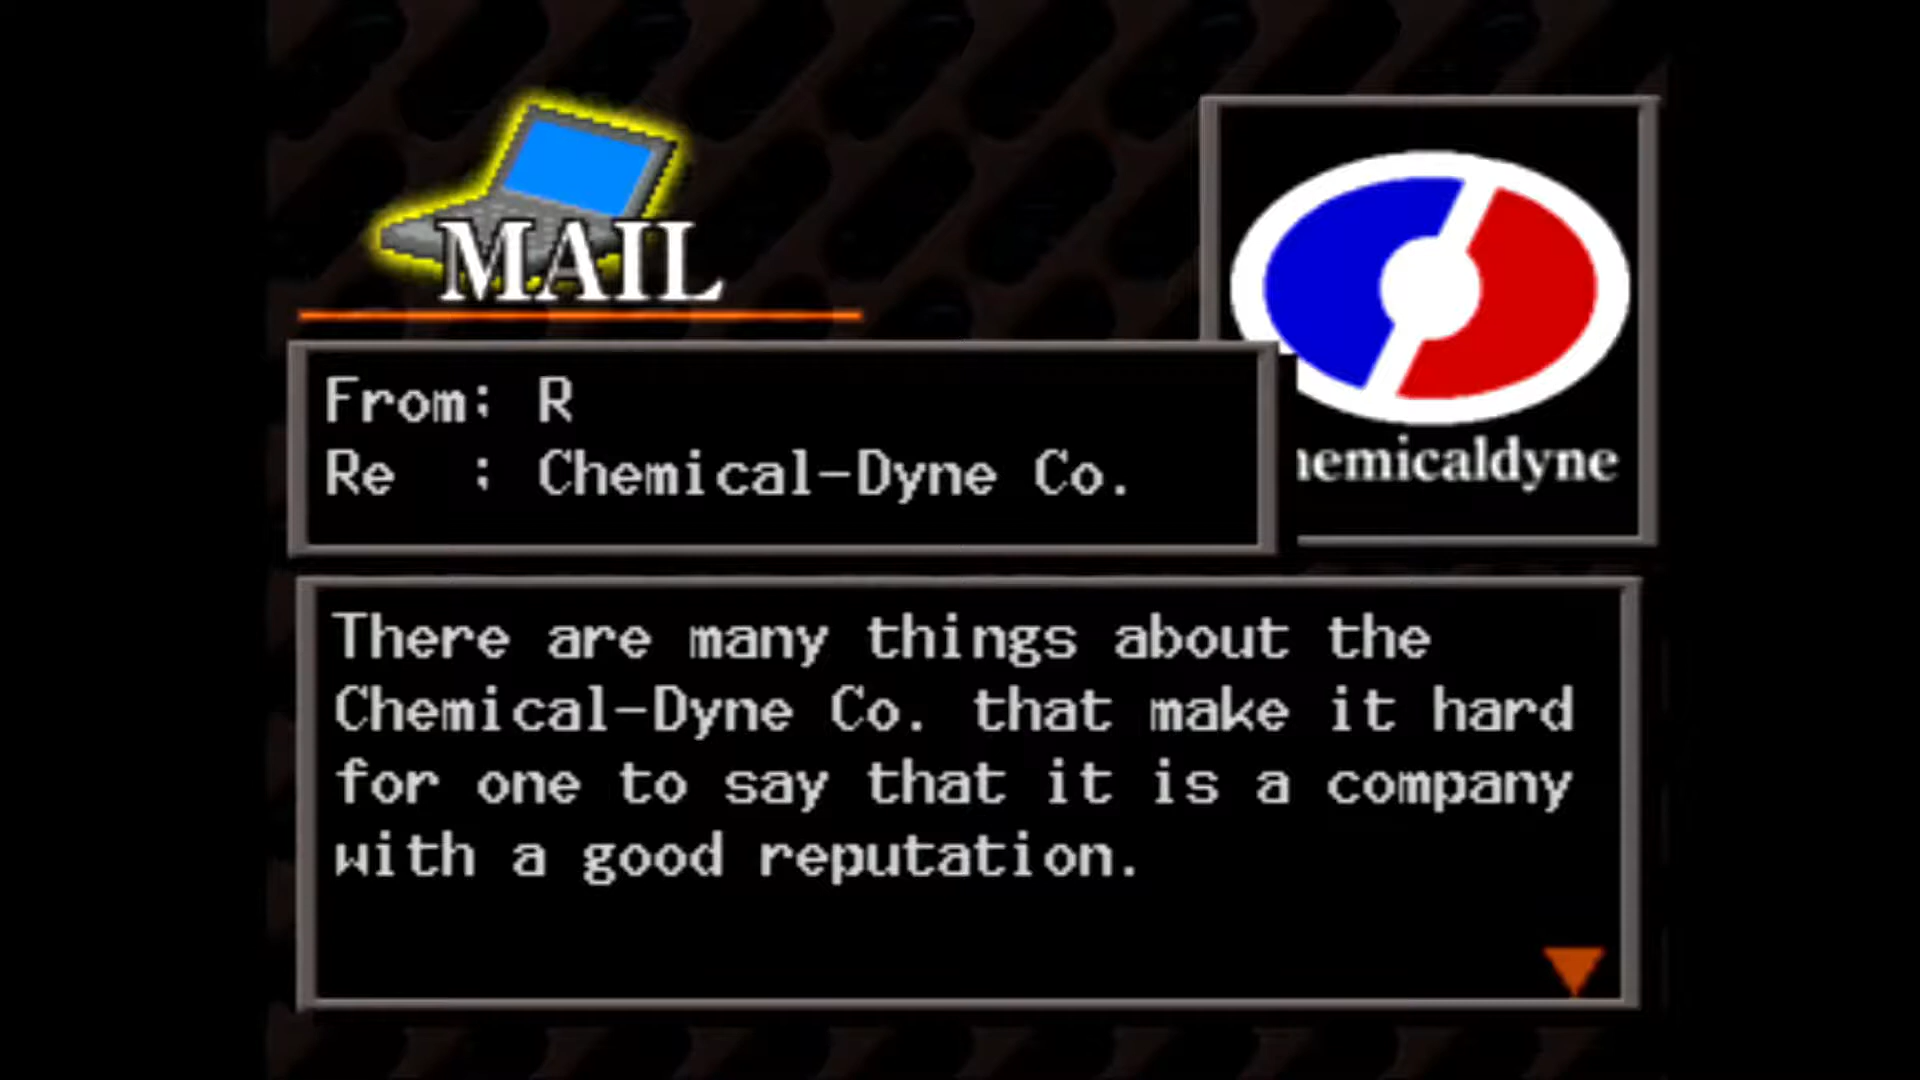 MAIL
From: R
Re : Chemical-Dyne Co.
There are many things about the
Chemical-Dyne Co. that make it hard
for one to say that it is a company
with a good reputation.